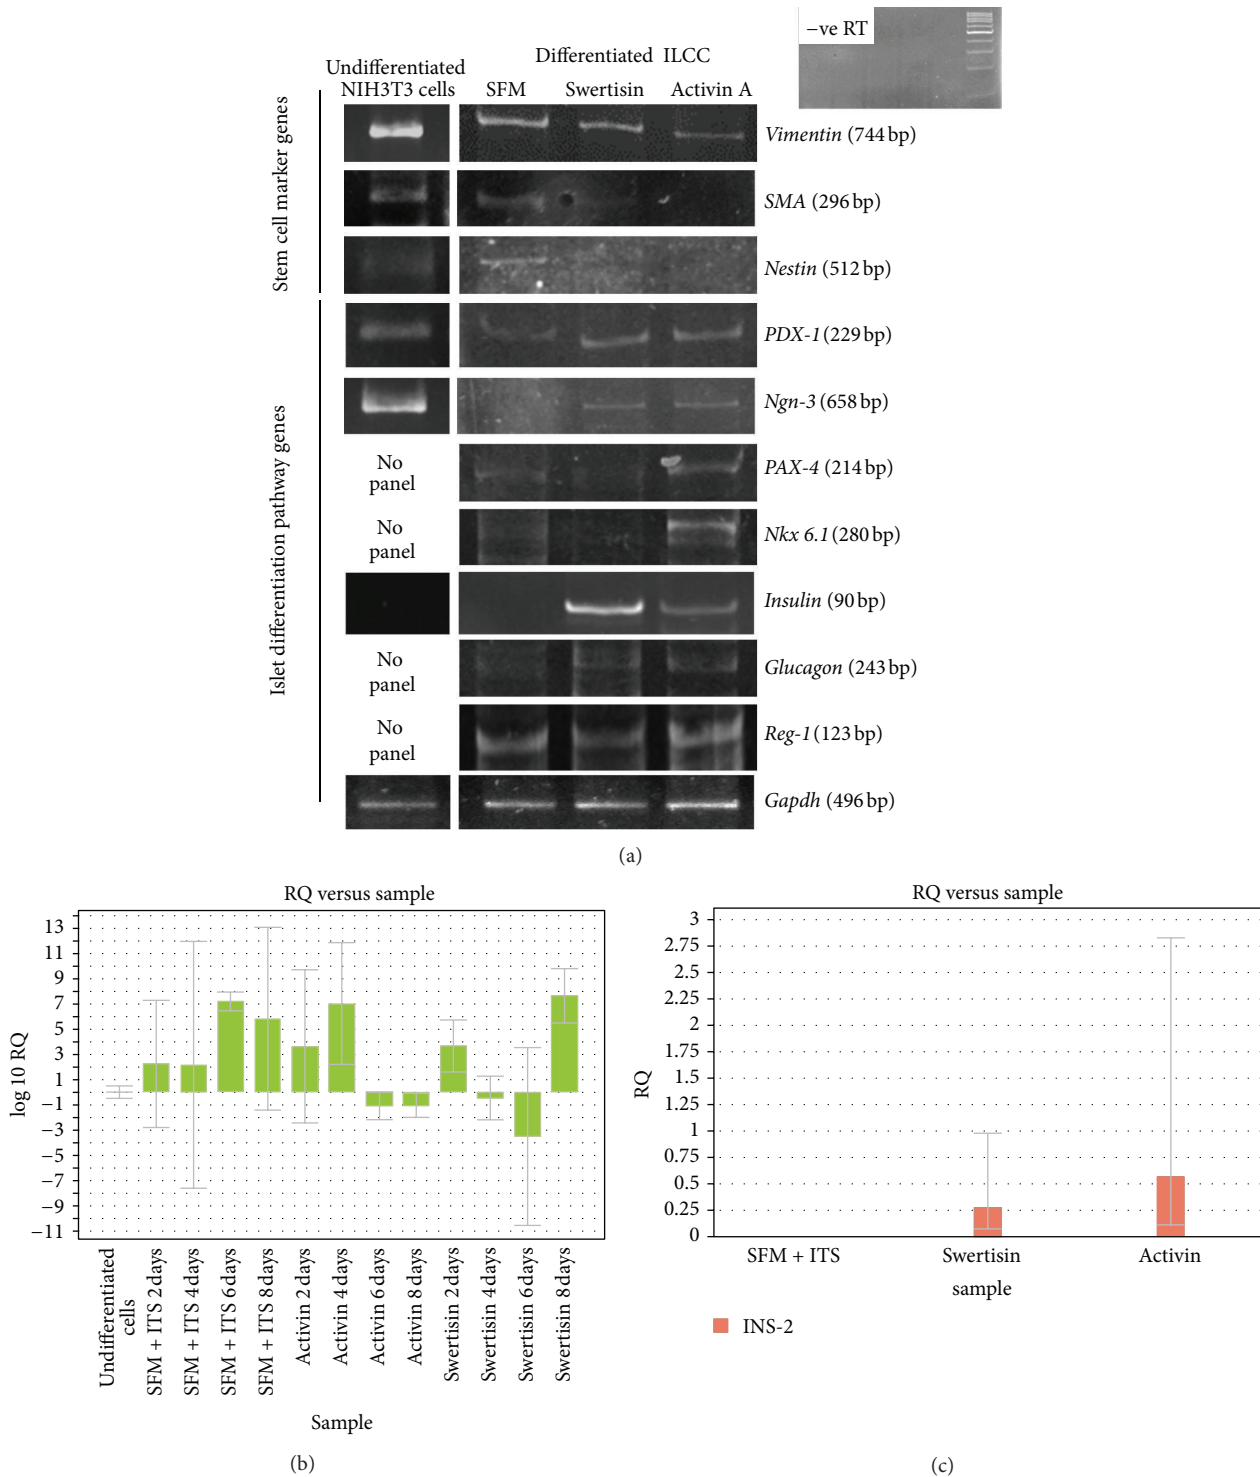 −ve RT
Undifferentiated
NIH3T3 cells
Differentiated ILCC
SFM
Swertisin
Activin A
Stem cell marker genes
Vimentin (744 bp)
SMA (296 bp)
Nestin (512 bp)
Islet differentiation pathway genes
PDX-1 (229 bp)
Ngn-3 (658 bp)
No
panel
PAX-4 (214 bp)
No
panel
Nkx 6.1 (280 bp)
Insulin (90 bp)
No
panel
Glucagon (243 bp)
No
panel
Reg-1 (123 bp)
Gapdh (496 bp)
(a)
RQ versus sample
log 10 RQ
13
11
9
7
5
3
1
−1
−3
−5
−7
−9
−11
Undifferentiated
cells
SFM + ITS 2 days
SFM + ITS 4 days
SFM + ITS 6 days
SFM + ITS 8 days
Activin 2 days
Activin 4 days
Activin 6 days
Activin 8 days
Swertisin 2 days
Swertisin 4 days
Swertisin 6 days
Swertisin 8 days
Sample
(b)
RQ versus sample
RQ
3
2.75
2.5
2.25
2
1.75
1.5
1.25
1
0.75
0.5
0.25
0
SFM + ITS
Swertisin
Activin
sample
INS-2
(c)